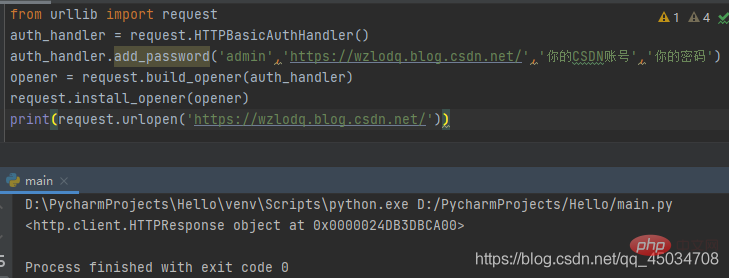 from urllib import request
1 4
auth_handler = request.HTTPBasicAuthHandler()
auth_handler.add_password('admin','https://wzlodq.blog.csdn.net/','你的CSDN账号','你的密码')
opener = request.build_opener(auth_handler)
request.install_opener(opener)
print(request.urlopen('https://wzlodq.blog.csdn.net/'))
main ×
D:\PycharmProjects\Hello\venv\Scripts\python.exe D:/PycharmProjects/Hello/main.py
<http.client.HTTPResponse object at 0x0000024DB3DBCA00>
php
https://blog.csdn.net/qq_45034708
Process finished with exit code 0